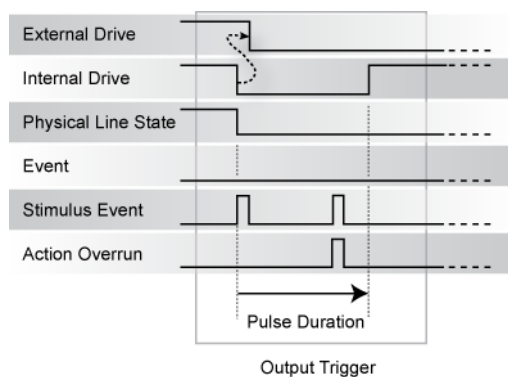 External Drive
Internal Drive
Physical Line State
Event
Stimulus Event
Action Overrun
Pulse Duration
Output Trigger